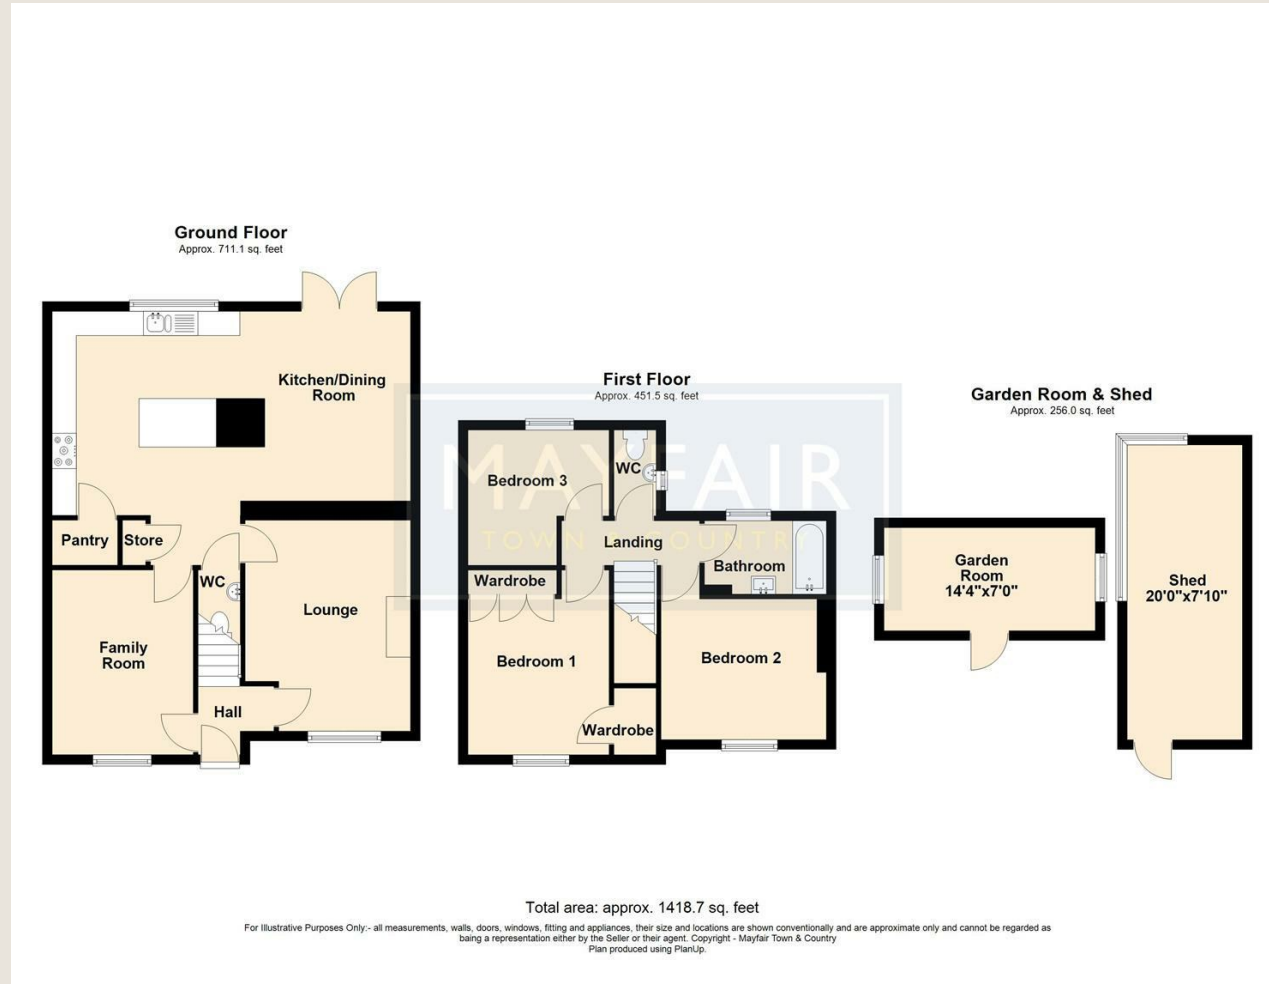 Ground Floor
Approx. 711.1 sq. feet
Kitchen/Dining
Room
Pantry
Store
WC
Lounge
Family
Room
Hall
First Floor
Approx. 451.5 sq. feet
MAYFAIR
TOWN & COUNTRY
WC
Bedroom 3
Landing
Bathroom
Wardrobe
Bedroom 1
Bedroom 2
Wardrobe
Garden Room & Shed
Approx. 256.0 sq. feet
Garden
Room
14'4"x7'0"
Shed
20'0"x7'10"
Total area: approx. 1418.7 sq. feet
For Illustrative Purposes Only:- all measurements, walls, doors, windows, fitting and appliances, their size and locations are shown conventionally and are approximate only and cannot be regarded as
being a representation either by the Seller or their agent. Copyright - Mayfair Town & Country
Plan produced using PlanUp.